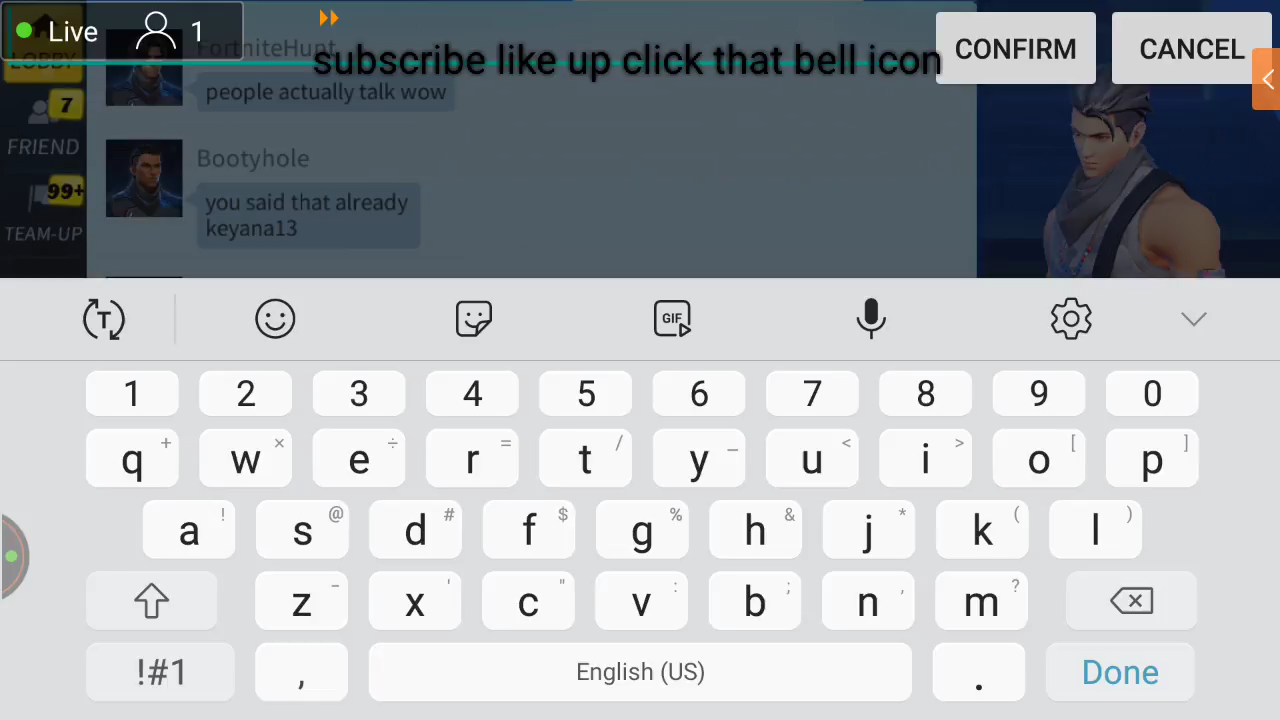 Live 1
LOBBY
FortniteHunt
subscribe like up click that bell icon
CONFIRM
CANCEL
people actually talk wow
7
FRIEND
Bootyhole
99+
you said that already
keyana13
TEAM-UP
T
GIF
1 2 3 4 5 6 7 8 9 0
q + w × e ÷ r = t / y _ u < i > o [ p ]
a ! s @ d # f $ g % h & j * k ( l )
z - x ' c " v : b ; n , m ?
!#1 , English (US) . Done